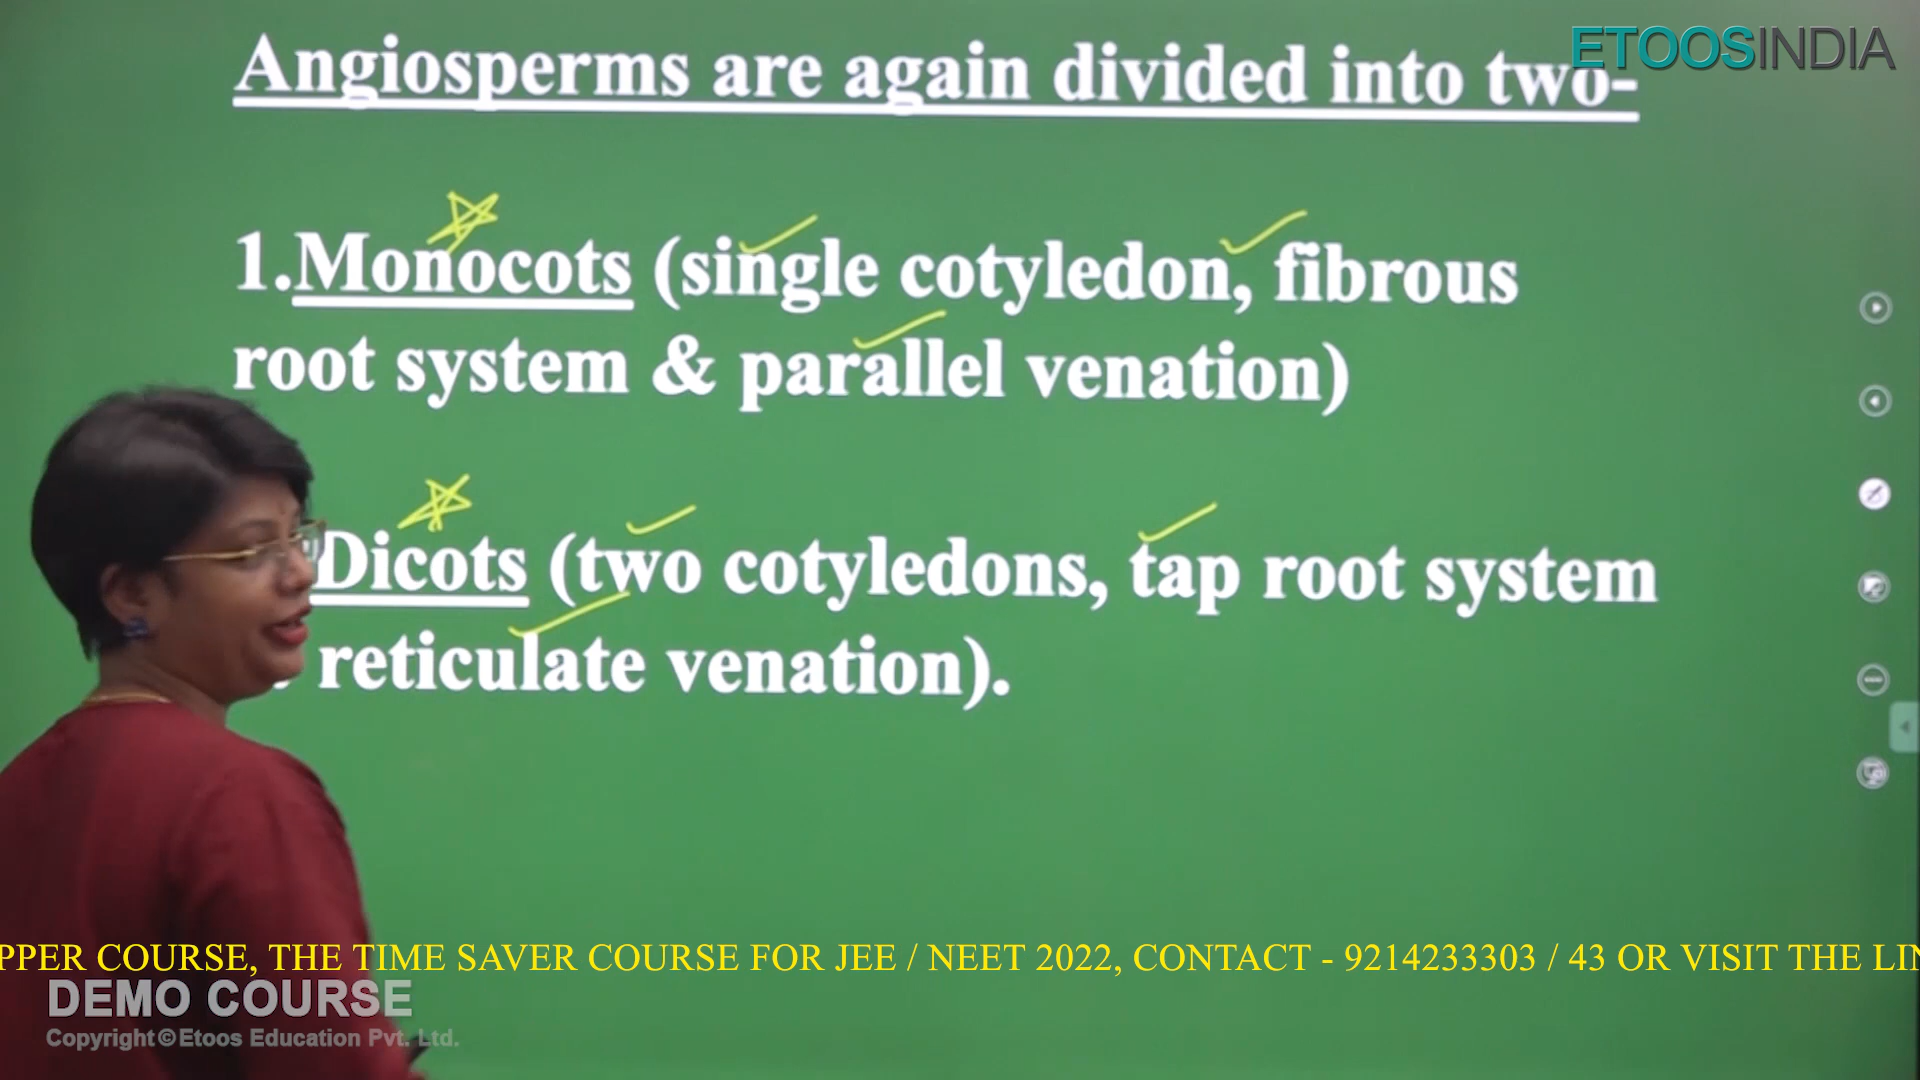 ETOOSINDIA
Angiosperms are again divided into two-
1.Monocots (single cotyledon, fibrous
root system & parallel venation)
Dicots (two cotyledons, tap root system
reticulate venation).
PPER COURSE, THE TIME SAVER COURSE FOR JEE / NEET 2022, CONTACT - 9214233303 / 43 OR VISIT THE LIN
DEMO COURSE
Copyright©Etoos Education Pvt. Ltd.